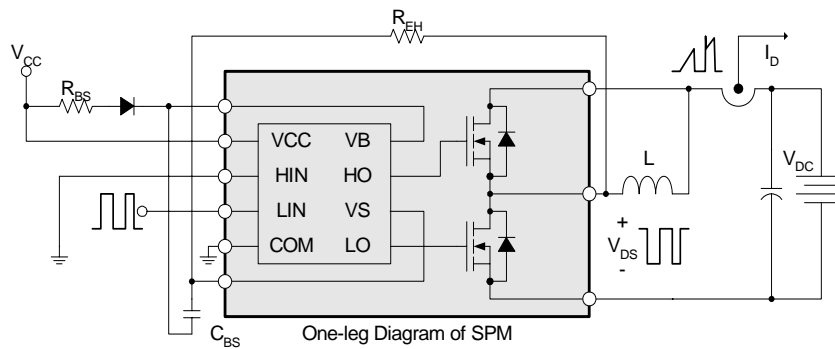 R_EH
V_CC
R_BS
I_D
VCC VB
HIN HO
LIN VS
COM LO
L
V_DC
+
V_DS
-
C_BS
One-leg Diagram of SPM